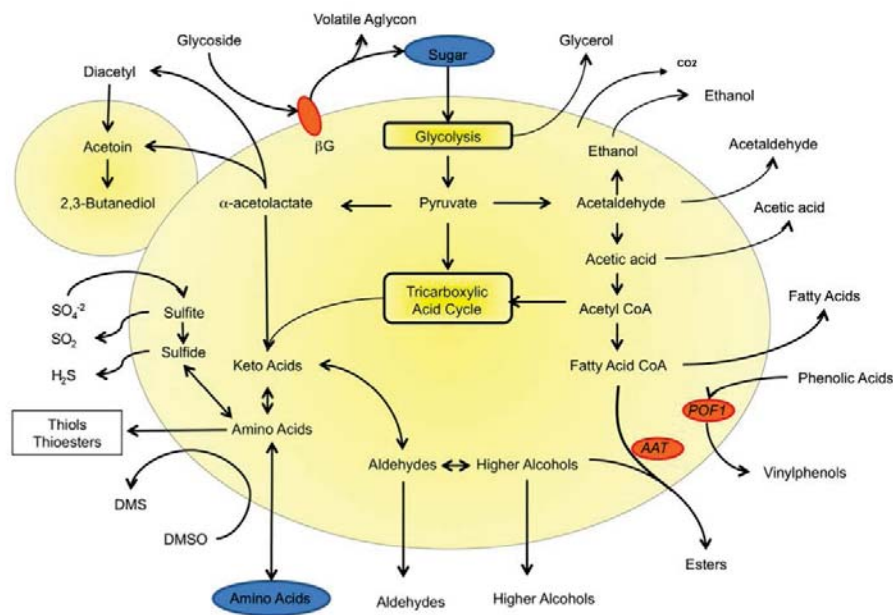 Volatile Aglycon
Glycoside
Sugar
Glycerol
CO2
Diacetyl
Ethanol
βG
Glycolysis
Acetoin
Ethanol
Acetaldehyde
2,3-Butanediol
α-acetolactate
Pyruvate
Acetaldehyde
Acetic acid
Acetic acid
SO4-2
Sulfite
Tricarboxylic
Acid Cycle
Acetyl CoA
Fatty Acids
SO2
Sulfide
H2S
Keto Acids
Fatty Acid CoA
Phenolic Acids
POF1
Thiols
Thioesters
Amino Acids
AAT
Aldehydes
Higher Alcohols
Vinylphenols
DMS
DMSO
Esters
Amino Acids
Aldehydes
Higher Alcohols